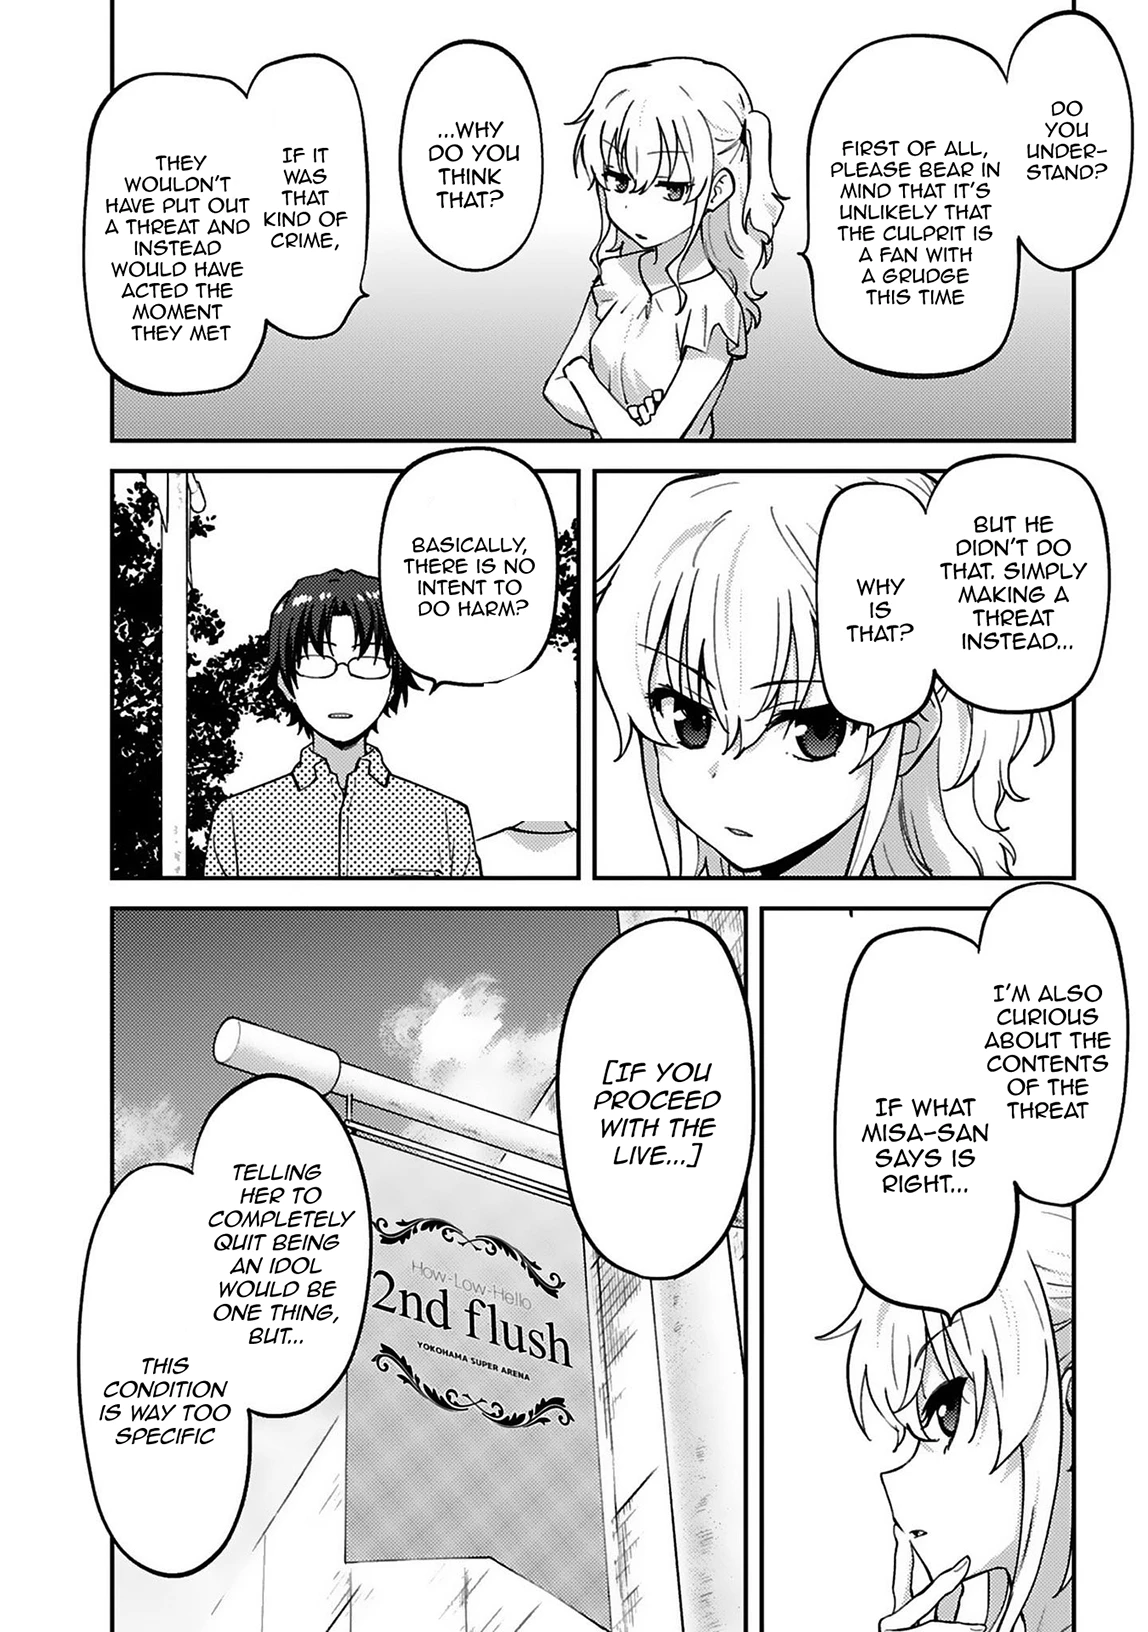 DO
YOU
UNDER-
STAND?
FIRST OF ALL,
PLEASE BEAR IN
MIND THAT IT'S
UNLIKELY THAT
THE CULPRIT IS
A FAN WITH
A GRUDGE
THIS TIME
...WHY
DO YOU
THINK
THAT?
IF IT
WAS
THAT
KIND OF
CRIME,
THEY
WOULDN'T
HAVE PUT OUT
A THREAT AND
INSTEAD
WOULD HAVE
ACTED THE
MOMENT
THEY MET
BUT HE
DIDN'T DO
THAT. SIMPLY
MAKING A
THREAT
INSTEAD...
WHY
IS
THAT?
BASICALLY,
THERE IS NO
INTENT TO
DO HARM?
I'M ALSO
CURIOUS
ABOUT THE
CONTENTS
OF THE
THREAT
IF WHAT
MISA-SAN
SAYS IS
RIGHT...
[IF YOU
PROCEED
WITH THE
LIVE...]
TELLING
HER TO
COMPLETELY
QUIT BEING
AN IDOL
WOULD BE
ONE THING,
BUT...
THIS
CONDITION
IS WAY TOO
SPECIFIC
How-Low-Hello
2nd flush
YOKOHAMA SUPER ARENA